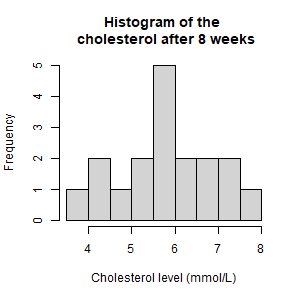 Histogram of the
cholesterol after 8 weeks
Frequency
5
4
3
2
1
0
4 5 6 7 8
Cholesterol level (mmol/L)